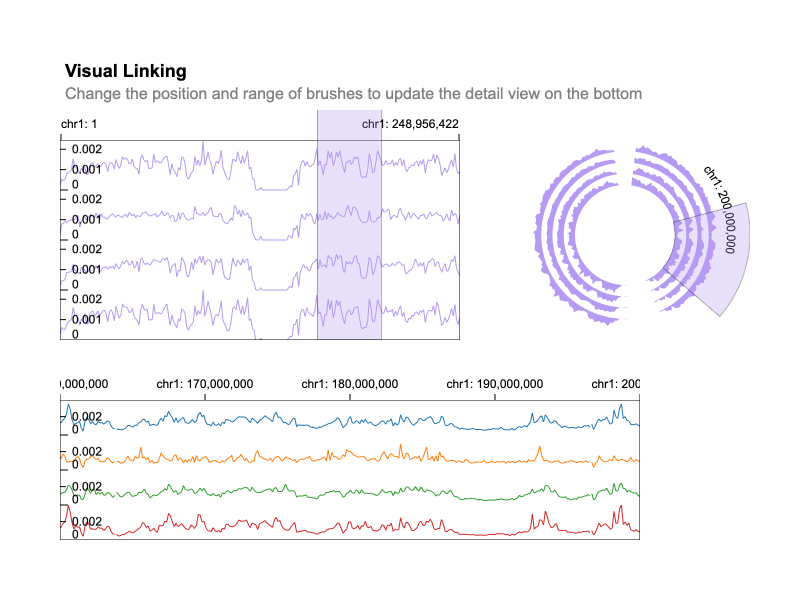 Visual Linking
Change the position and range of brushes to update the detail view on the bottom
chr1: 1
chr1: 248,956,422
0.002
0.001
0
0.002
0.001
0
0.002
0.001
0
0.002
0.001
0
chr1: 200,000,000
0,000,000
chr1: 170,000,000
chr1: 180,000,000
chr1: 190,000,000
chr1: 200
0.002
0
0.002
0
0.002
0
0.002
0